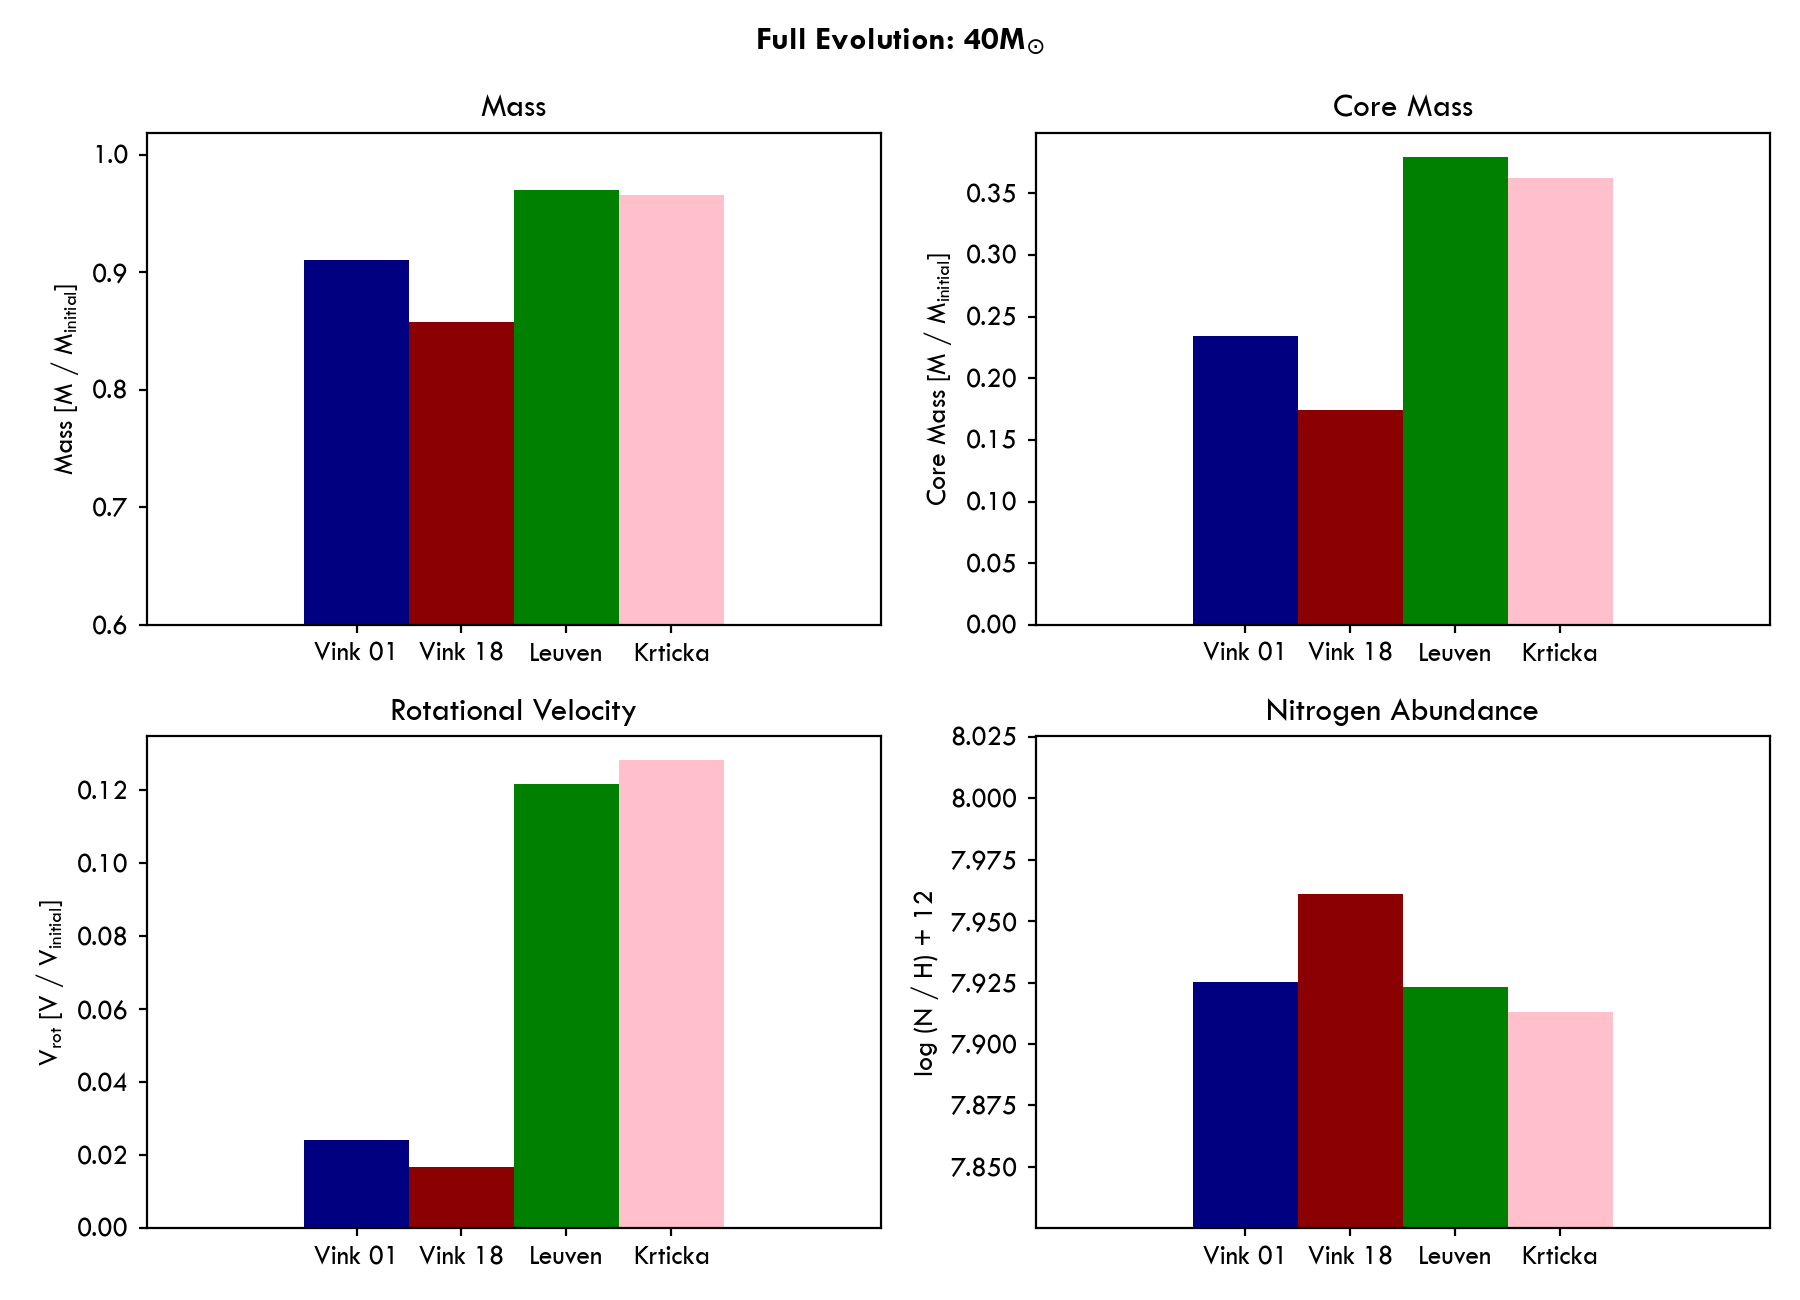 Full Evolution: 40M⊙
Mass
Mass [M / Minitial]
1.0
0.9
0.8
0.7
0.6
Vink 01 Vink 18 Leuven Krticka
Core Mass
Core Mass [M / Minitial]
0.35
0.30
0.25
0.20
0.15
0.10
0.05
0.00
Vink 01 Vink 18 Leuven Krticka
Rotational Velocity
Vrot [V / Vinitial]
0.12
0.10
0.08
0.06
0.04
0.02
0.00
Vink 01 Vink 18 Leuven Krticka
Nitrogen Abundance
log (N / H) + 12
8.025
8.000
7.975
7.950
7.925
7.900
7.875
7.850
Vink 01 Vink 18 Leuven Krticka